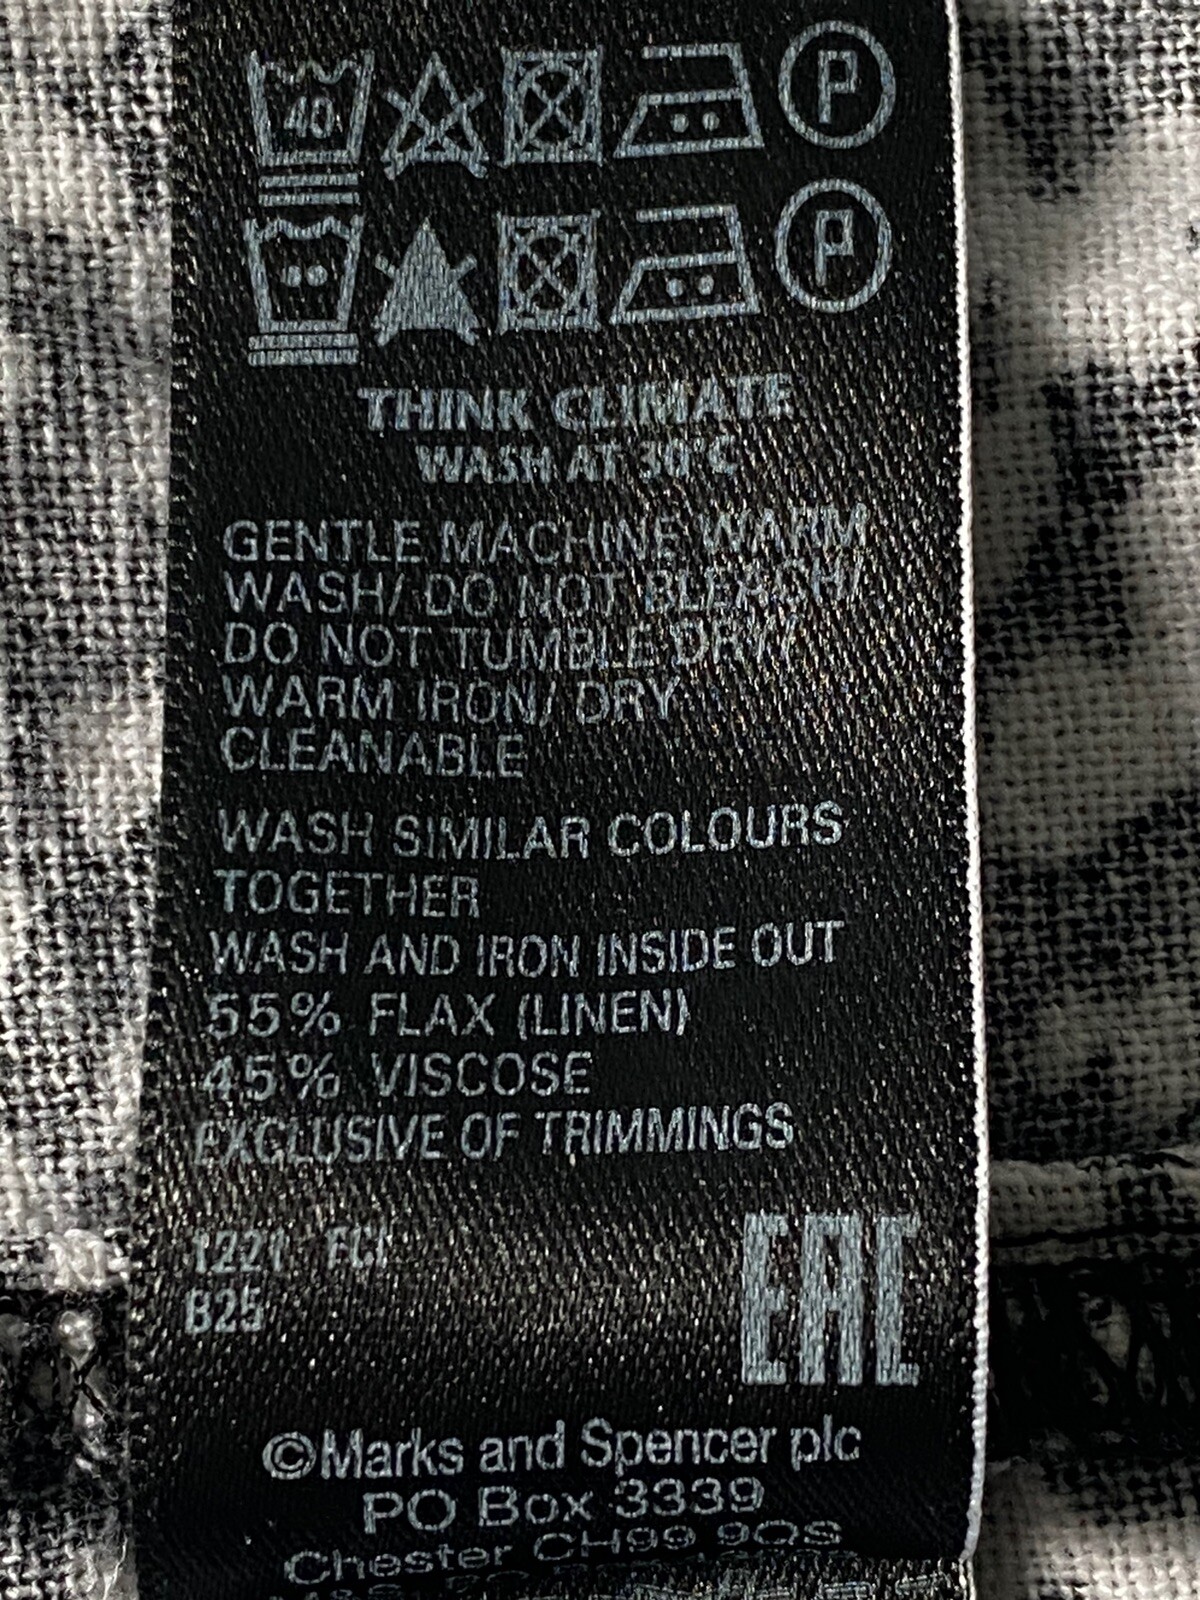 40
P
P
THINK CLIMATE
WASH AT 30°C
GENTLE MACHINE WARM
WASH/ DO NOT BLEACH/
DO NOT TUMBLE DRY/
WARM IRON/ DRY
CLEANABLE
WASH SIMILAR COLOURS
TOGETHER
WASH AND IRON INSIDE OUT
55% FLAX (LINEN)
45% VISCOSE
EXCLUSIVE OF TRIMMINGS
1221
B25
EAC
©Marks and Spencer plc
PO Box 3339
Chester CH99 9QS